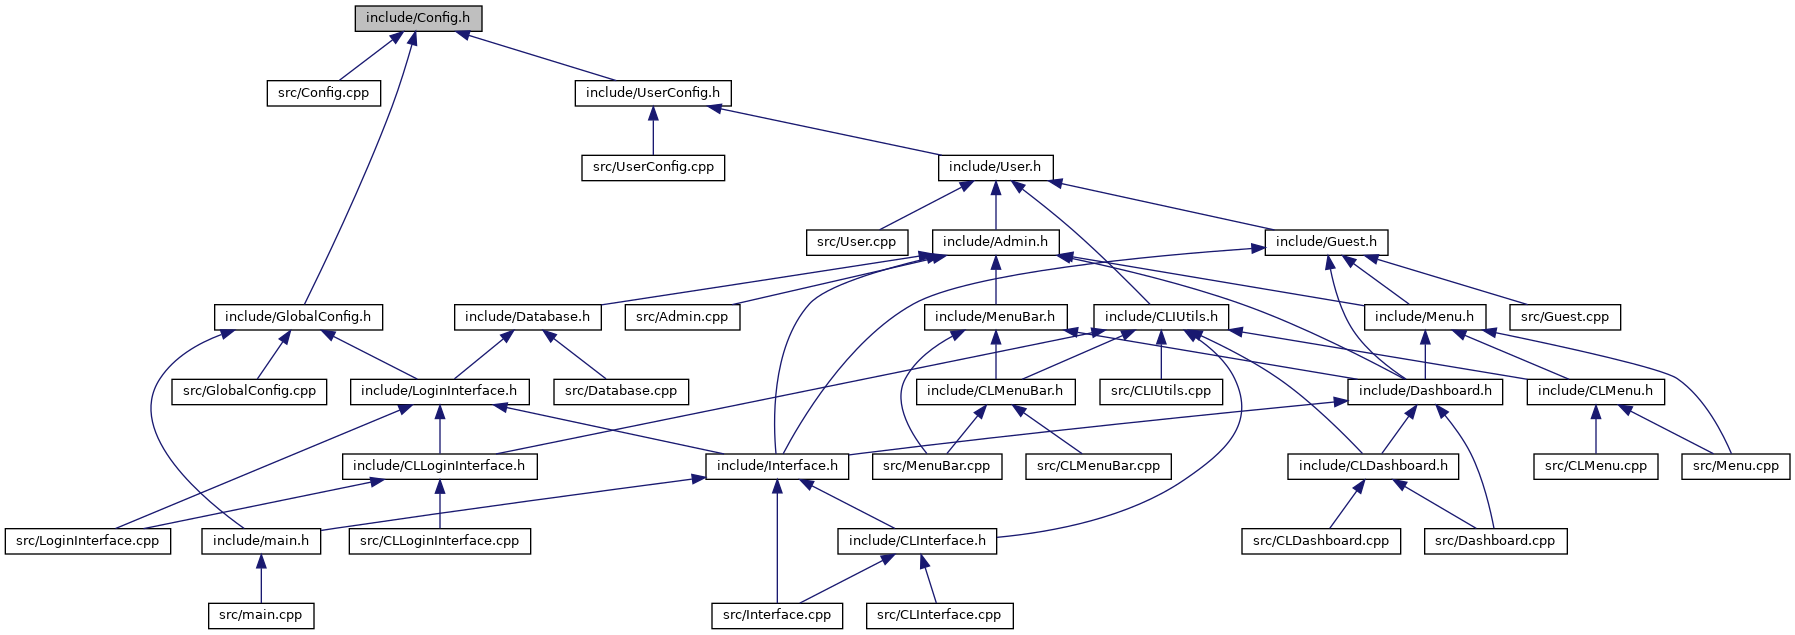 include/Config.h
src/Config.cpp
include/UserConfig.h
src/UserConfig.cpp
include/User.h
src/User.cpp
include/Admin.h
include/Guest.h
include/GlobalConfig.h
include/Database.h
src/Admin.cpp
include/MenuBar.h
include/CLIUtils.h
include/Menu.h
src/Guest.cpp
src/GlobalConfig.cpp
include/LoginInterface.h
src/Database.cpp
include/CLMenuBar.h
src/CLIUtils.cpp
include/Dashboard.h
include/CLMenu.h
include/CLLoginInterface.h
include/Interface.h
src/MenuBar.cpp
src/CLMenuBar.cpp
include/CLDashboard.h
src/CLMenu.cpp
src/Menu.cpp
src/LoginInterface.cpp
include/main.h
src/CLLoginInterface.cpp
include/CLInterface.h
src/CLDashboard.cpp
src/Dashboard.cpp
src/main.cpp
src/Interface.cpp
src/CLInterface.cpp